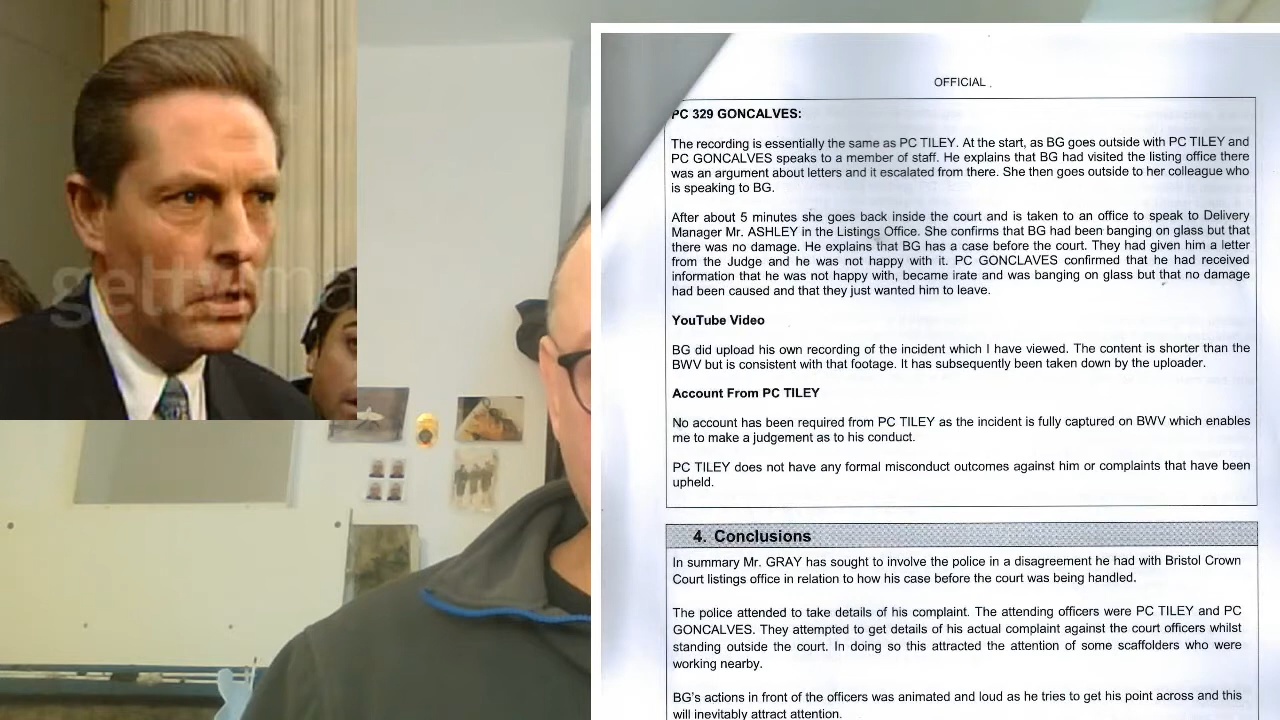 gettyima
OFFICIAL .
PC 329 GONCALVES:
The recording is essentially the same as PC TILEY. At the start, as BG goes outside with PC TILEY and
PC GONCALVES speaks to a member of staff. He explains that BG had visited the listing office there
was an argument about letters and it escalated from there. She then goes outside to her colleague who
is speaking to BG.
After about 5 minutes she goes back inside the court and is taken to an office to speak to Delivery
Manager Mr. ASHLEY in the Listings Office. She confirms that BG had been banging on glass but that
there was no damage. He explains that BG has a case before the court. They had given him a letter
from the Judge and he was not happy with it. PC GONCLAVES confirmed that he had received
information that he was not happy with, became irate and was banging on glass but that no damage
had been caused and that they just wanted him to leave.
YouTube Video
BG did upload his own recording of the incident which I have viewed. The content is shorter than the
BWV but is consistent with that footage. It has subsequently been taken down by the uploader.
Account From PC TILEY
No account has been required from PC TILEY as the incident is fully captured on BWV which enables
me to make a judgement as to his conduct.
PC TILEY does not have any formal misconduct outcomes against him or complaints that have been
upheld.
4. Conclusions
In summary Mr. GRAY has sought to involve the police in a disagreement he had with Bristol Crown
Court listings office in relation to how his case before the court was being handled.
The police attended to take details of his complaint. The attending officers were PC TILEY and PC
GONCALVES. They attempted to get details of his actual complaint against the court officers whilst
standing outside the court. In doing so this attracted the attention of some scaffolders who were
working nearby.
BG's actions in front of the officers was animated and loud as he tries to get his point across and this
will inevitably attract attention.